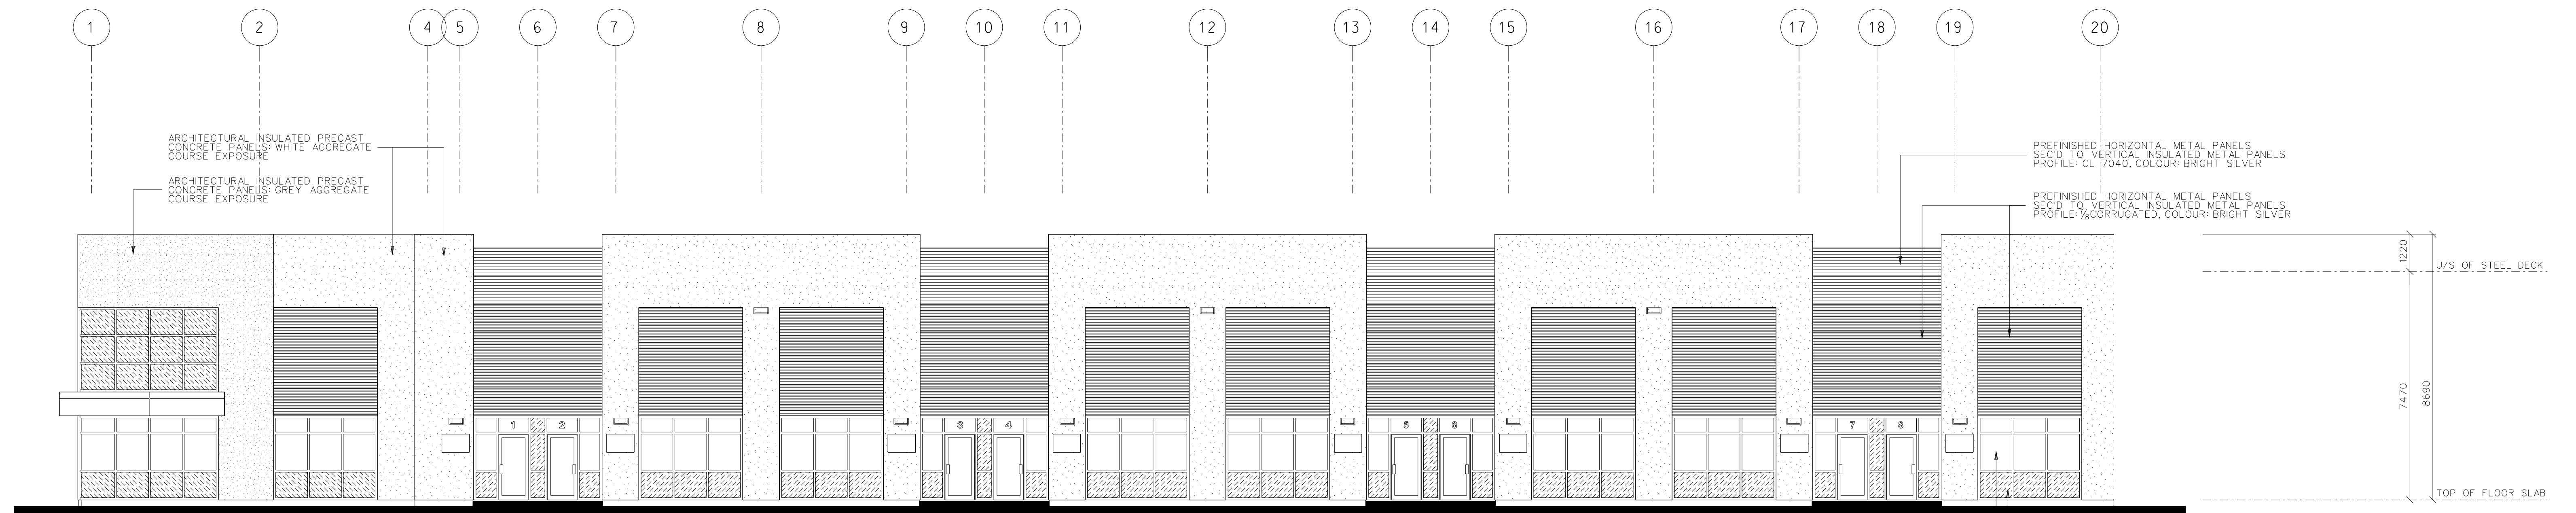 1 2 4 5 6 7 8 9 10 11 12 13 14 15 16 17 18 19 20
ARCHITECTURAL INSULATED PRECAST
CONCRETE PANELS: WHITE AGGREGATE
COURSE EXPOSURE
ARCHITECTURAL INSULATED PRECAST
CONCRETE PANELS: GREY AGGREGATE
COURSE EXPOSURE
PREFINISHED HORIZONTAL METAL PANELS
SEC'D TO VERTICAL INSULATED METAL PANELS
PROFILE: CL 7040, COLOUR: BRIGHT SILVER
PREFINISHED HORIZONTAL METAL PANELS
SEC'D TO VERTICAL INSULATED METAL PANELS
PROFILE: ⅞ CORRUGATED, COLOUR: BRIGHT SILVER
1220
U/S OF STEEL DECK
7470
8690
1 2 3 4 5 6 7 8
TOP OF FLOOR SLAB